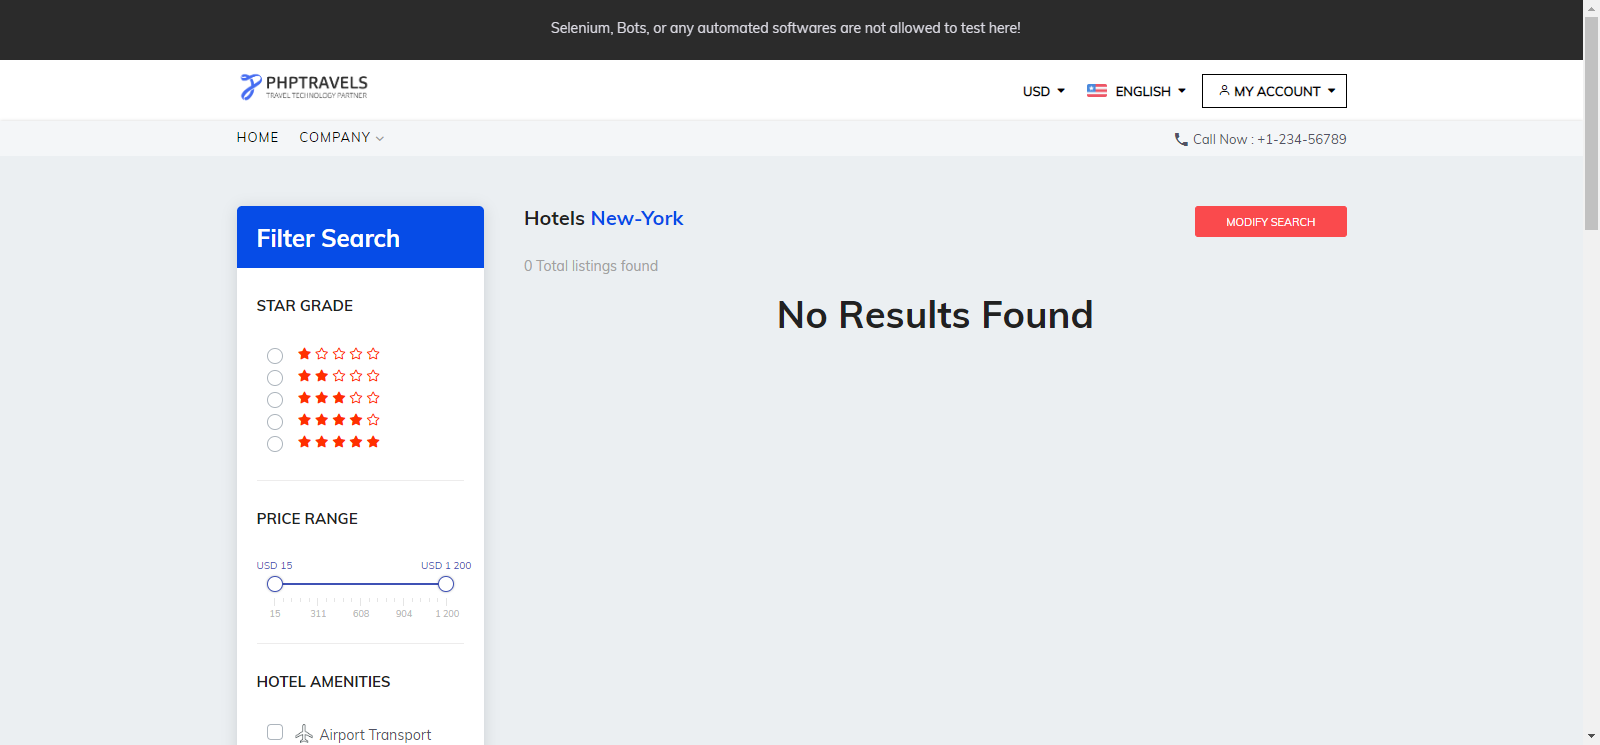 Selenium, Bots, or any automated softwares are not allowed to test here!
PHPTRAVELS
TRAVEL TECHNOLOGY PARTNER
USD
ENGLISH
MY ACCOUNT
HOME
COMPANY
Call Now : +1-234-56789
Filter Search
STAR GRADE
PRICE RANGE
USD 15
USD 1 200
15
311
608
904
1 200
HOTEL AMENITIES
Airport Transport
Hotels New-York
MODIFY SEARCH
0 Total listings found
No Results Found